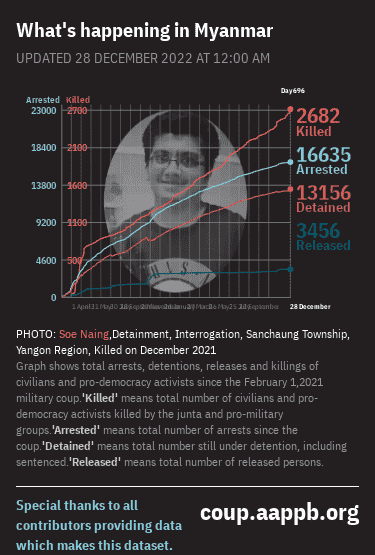 What's happening in Myanmar
UPDATED 28 DECEMBER 2022 AT 12:00 AM
Day696
Arrested Killed
23000 2700
2682
Killed
18400 2100
16635
Arrested
13800 1600
13156
Detained
9200 1100
3456
Released
4600 500
0
28 December
PHOTO: Soe Naing,Detainment, Interrogation, Sanchaung Township,
Yangon Region, Killed on December 2021
Graph shows total arrests, detentions, releases and killings of
civilians and pro-democracy activists since the February 1,2021
military coup.'Killed' means total number of civilians and pro-
democracy activists killed by the junta and pro-military
groups.'Arrested' means total number of arrests since the
coup.'Detained' means total number still under detention, including
sentenced.'Released' means total number of released persons.
Special thanks to all
contributors providing data
which makes this dataset.
coup.aappb.org